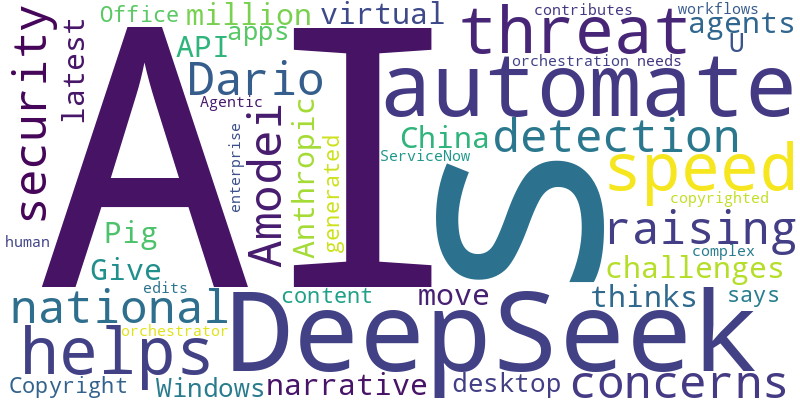 Office
million
virtual
contributes
workflows
agents
U
threat
orchestration needs
apps
API
latest
security
Dario
Agentic
AI
automate
Amodei
Anthropic
generated
enterprise
China
ServiceNow
detection
speed
S
copyrighted
raising
complex
human
Pig
Give
challenges
edits
national
content
move
thinks
says
DeepSeek
orchestrator
helps
Copyright
Windows
narrative
desktop
concerns